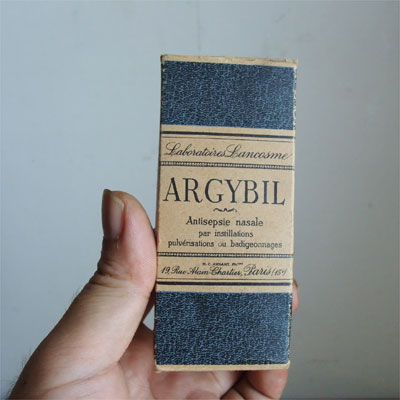 Laboratoires Lancosme
ARGYBIL
Antisepsie nasale
par instillations
pulvérisations ou badigeonnages
19, Rue Alain Chartier, Paris (15e)